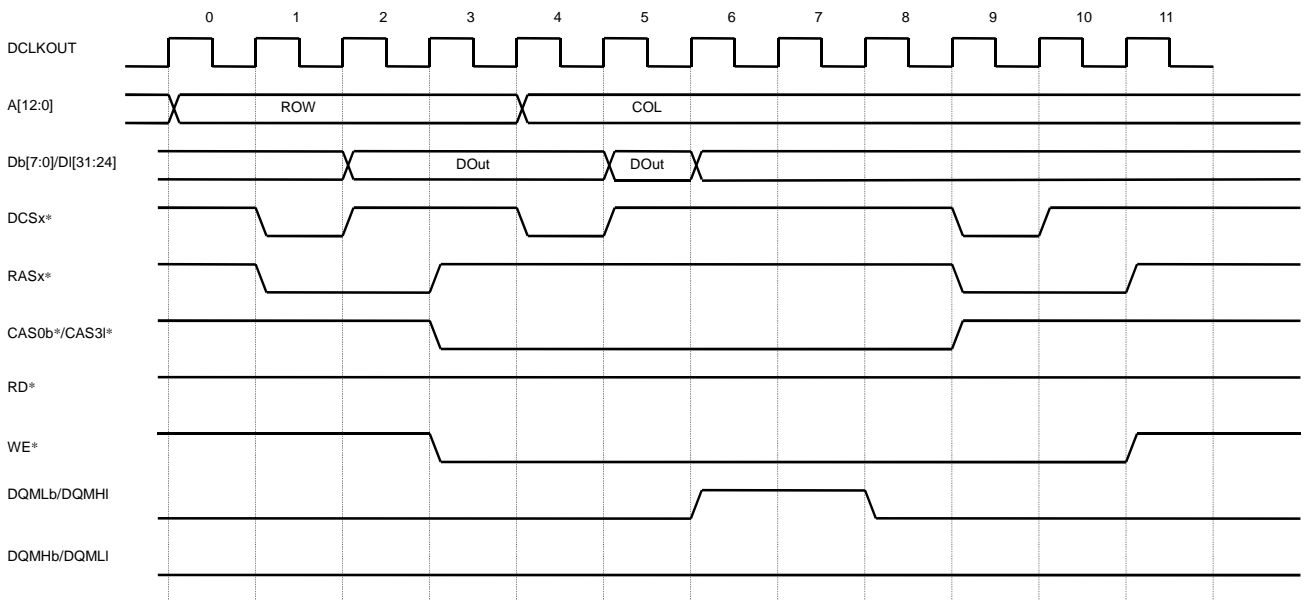 0 1 2 3 4 5 6 7 8 9 10 11
DCLKOUT
A[12:0] ROW COL
Db[7:0]/Dl[31:24] DOut DOut
DCSx*
RASx*
CAS0b*/CAS3l*
RD*
WE*
DQMLb/DQMHl
DQMHb/DQMLl